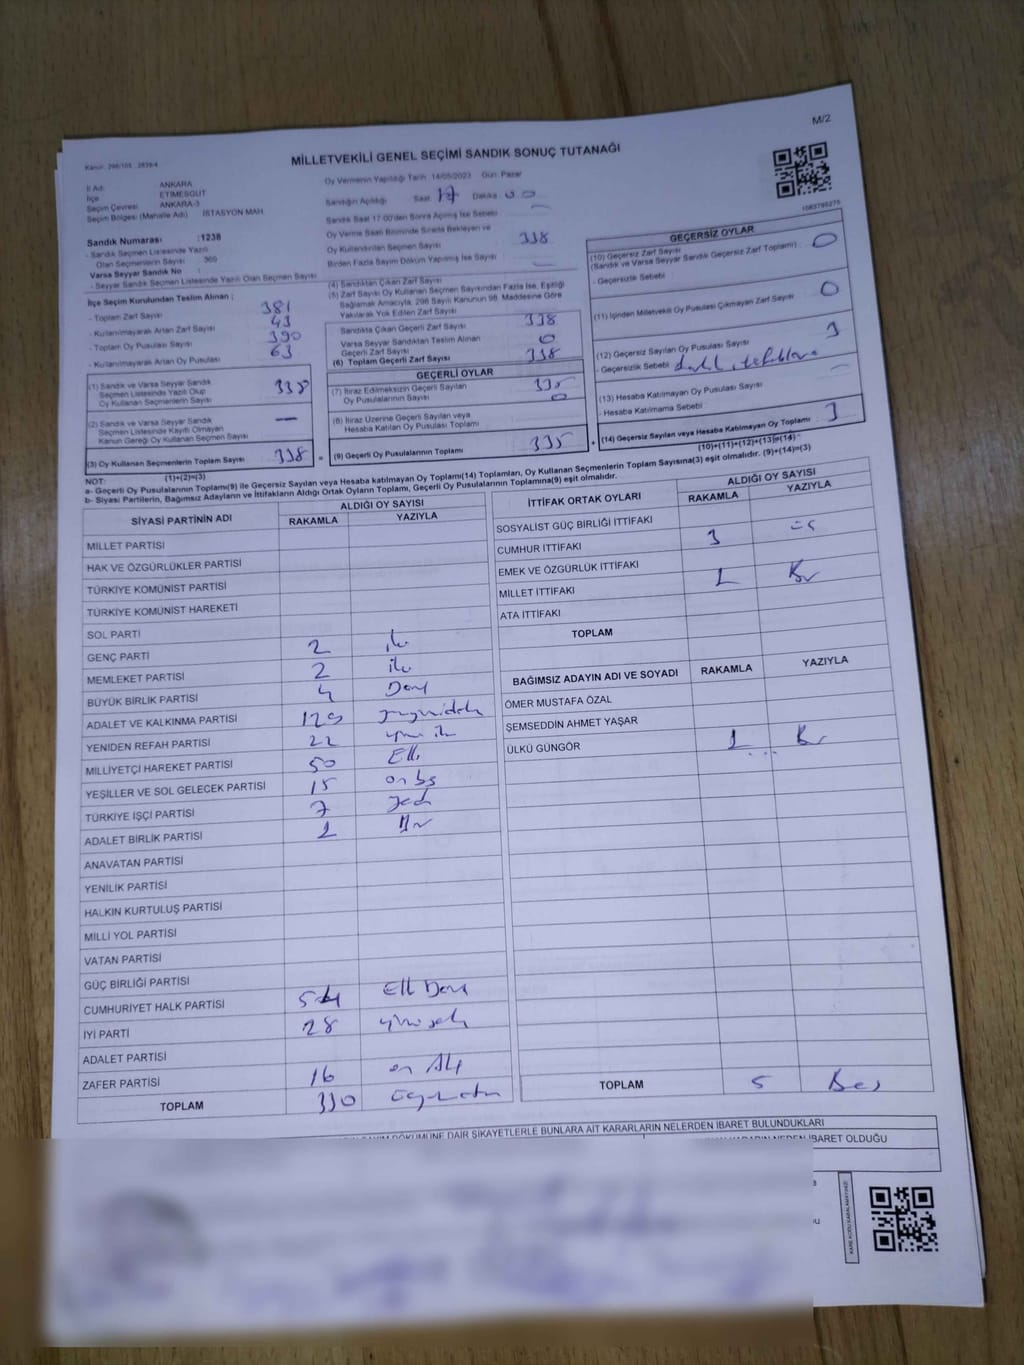 M/2
Kanun: 298/105 - 2839/4
MİLLETVEKİLİ GENEL SEÇİMİ SANDIK SONUÇ TUTANAĞI
İl Adı ANKARA
İlçe ETİMESGUT
Seçim Çevresi ANKARA-3
Seçim Bölgesi (Mahalle Adı) İSTASYON MAH.
Oy Vermenin Yapıldığı Tarih: 14/05/2023 Gün: Pazar
Sandığın Açıldığı Saat 17 Dakika 00
Sandık Saat 17:00'den Sonra Açılmış İse Sebebi
Oy Verme Saati Bitiminde Sırada Bekleyen ve
Oy Kullandırılan Seçmen Sayısı 338
Birden Fazla Sayım Döküm Yapılmış İse Sayısı
Sandık Numarası :1238
- Sandık Seçmen Listesinde Yazılı
Olan Seçmenlerin Sayısı
Varsa Seyyar Sandık No :
- Seyyar Sandık Seçmen Listesinde Yazılı Olan Seçmen Sayısı
İlçe Seçim Kurulundan Teslim Alınan ;
- Toplam Zarf Sayısı 381
- Kullanılmayarak Artan Zarf Sayısı 43
- Toplam Oy Pusulası Sayısı 390
- Kullanılmayarak Artan Oy Pusulası 63
(1) Sandık ve Varsa Seyyar Sandık
Seçmen Listesinde Yazılı Olup
Oy Kullanan Seçmenlerin Sayısı 338
(2) Sandık ve Varsa Seyyar Sandık
Seçmen Listesinde Kayıtlı Olmayan
Kanun Gereği Oy Kullanan Seçmen Sayısı —
(3) Oy Kullanan Seçmenlerin Toplam Sayısı 338
(1)+(2)=(3)
(4) Sandıktan Çıkan Zarf Sayısı
(5) Zarf Sayısı Oy Kullanan Seçmen Sayısından Fazla İse, Eşitliği
Sağlamak Amacıyla, 298 Sayılı Kanunun 98. Maddesine Göre
Yakılarak Yok Edilen Zarf Sayısı
Sandıkta Çıkan Geçerli Zarf Sayısı 338
Varsa Seyyar Sandıktan Teslim Alınan
Geçerli Zarf Sayısı 0
(6) Toplam Geçerli Zarf Sayısı 338
GEÇERLİ OYLAR
(7) İtiraz Edilmeksizin Geçerli Sayılan
Oy Pusulalarının Sayısı 335
(8) İtiraz Üzerine Geçerli Sayılan veya
Hesaba Katılan Oy Pusulası Toplamı 0
(9) Geçerli Oy Pusulalarının Toplamı 335
1083795275
GEÇERSİZ OYLAR
(10) Geçersiz Zarf Sayısı
(Sandık ve Varsa Seyyar Sandık Geçersiz Zarf Toplamı) 0
- Geçersizlik Sebebi :
(11) İçinden Milletvekili Oy Pusulası Çıkmayan Zarf Sayısı 0
(12) Geçersiz Sayılan Oy Pusulası Sayısı 3
- Geçersizlik Sebebi
(13) Hesaba Katılmayan Oy Pusulası Sayısı
- Hesaba Katılmama Sebebi :
(14) Geçersiz Sayılan veya Hesaba Katılmayan Oy Toplamı 3
(10)+(11)+(12)+(13)=(14)
NOT:
a- Geçerli Oy Pusulalarının Toplamı(9) ile Geçersiz Sayılan veya Hesaba katılmayan Oy Toplamı(14) Toplamları, Oy Kullanan Seçmenlerin Toplam Sayısına(3) eşit olmalıdır. (9)+(14)=(3)
b- Siyasi Partilerin, Bağımsız Adayların ve İttifakların Aldığı Ortak Oyların Toplamı, Geçerli Oy Pusulalarının Toplamına(9) eşit olmalıdır.
SİYASİ PARTİNİN ADI ALDIĞI OY SAYISI
RAKAMLA YAZIYLA
MİLLET PARTİSİ
HAK VE ÖZGÜRLÜKLER PARTİSİ
TÜRKİYE KOMÜNİST PARTİSİ
TÜRKİYE KOMÜNİST HAREKETİ
SOL PARTİ
GENÇ PARTİ 2 iki
MEMLEKET PARTİSİ 2 iki
BÜYÜK BİRLİK PARTİSİ 4 Dört
ADALET VE KALKINMA PARTİSİ 129
YENİDEN REFAH PARTİSİ 22 yirmi iki
MİLLİYETÇİ HAREKET PARTİSİ 50 Elli
YEŞİLLER VE SOL GELECEK PARTİSİ 15 on beş
TÜRKİYE İŞÇİ PARTİSİ 7 yedi
ADALET BİRLİK PARTİSİ 1 Bir
ANAVATAN PARTİSİ
YENİLİK PARTİSİ
HALKIN KURTULUŞ PARTİSİ
MİLLİ YOL PARTİSİ
VATAN PARTİSİ
GÜÇ BİRLİĞİ PARTİSİ
CUMHURİYET HALK PARTİSİ 54 Elli Dört
İYİ PARTİ 28 yirmi sekiz
ADALET PARTİSİ
ZAFER PARTİSİ 16 on Altı
TOPLAM 330 üçyüzotuz
İTTİFAK ORTAK OYLARI ALDIĞI OY SAYISI
RAKAMLA YAZIYLA
SOSYALİST GÜÇ BİRLİĞİ İTTİFAKI
CUMHUR İTTİFAKI 3 üç
EMEK VE ÖZGÜRLÜK İTTİFAKI
MİLLET İTTİFAKI 1 Bir
ATA İTTİFAKI
TOPLAM
BAĞIMSIZ ADAYIN ADI VE SOYADI RAKAMLA YAZIYLA
ÖMER MUSTAFA ÖZAL
ŞEMSEDDİN AHMET YAŞAR
ÜLKÜ GÜNGÖR 1 Bir
TOPLAM 5 Beş
DÖKÜMÜNE DAİR ŞİKAYETLERLE BUNLARA AİT KARARLARIN NELERDEN İBARET BULUNDUKLARI
NEDEN İBARET OLDUĞU
KARE KODU KARALAMAYINIZ!